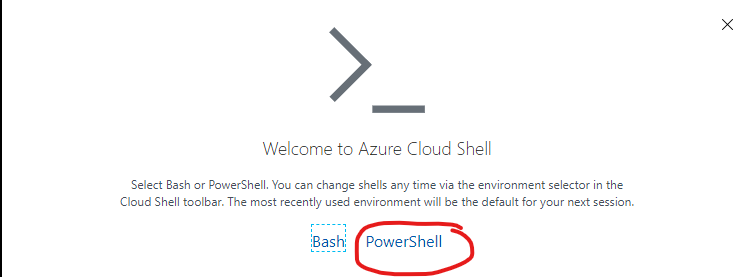 Welcome to Azure Cloud Shell
Select Bash or PowerShell. You can change shells any time via the environment selector in the
Cloud Shell toolbar. The most recently used environment will be the default for your next session.
Bash PowerShell